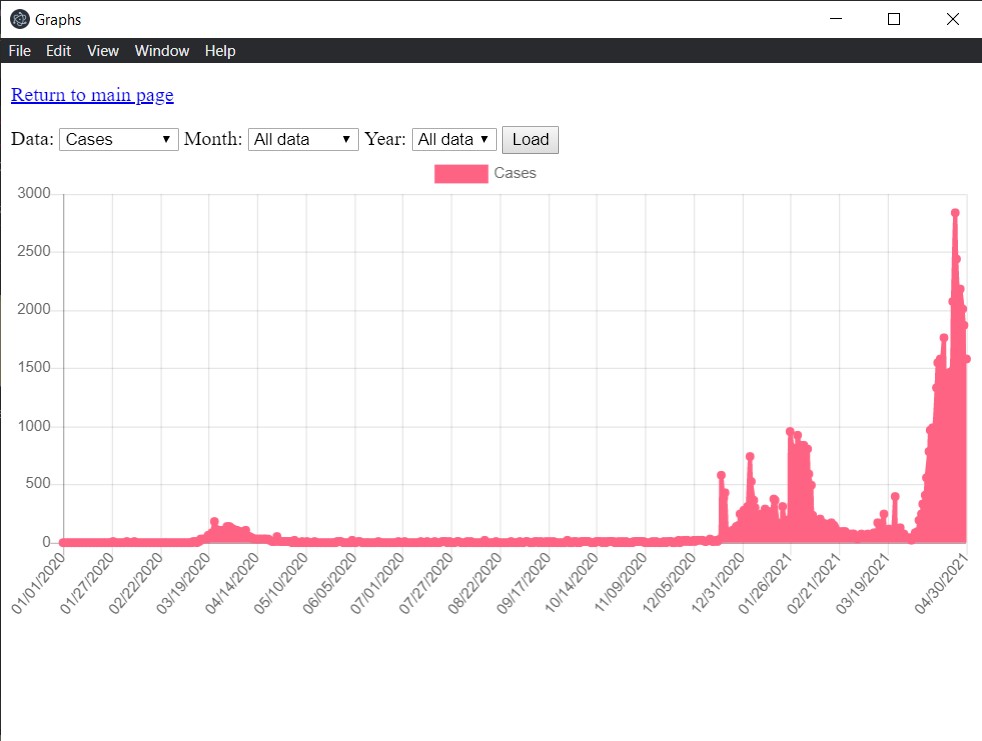 Graphs
File Edit View Window Help
Return to main page
Data: Cases Month: All data Year: All data Load
Cases
3000
2500
2000
1500
1000
500
0
01/01/2020 01/27/2020 02/22/2020 03/19/2020 04/14/2020 05/10/2020 06/05/2020 07/01/2020 07/27/2020 08/22/2020 09/17/2020 10/14/2020 11/09/2020 12/05/2020 12/31/2020 01/26/2021 02/21/2021 03/19/2021 04/30/2021